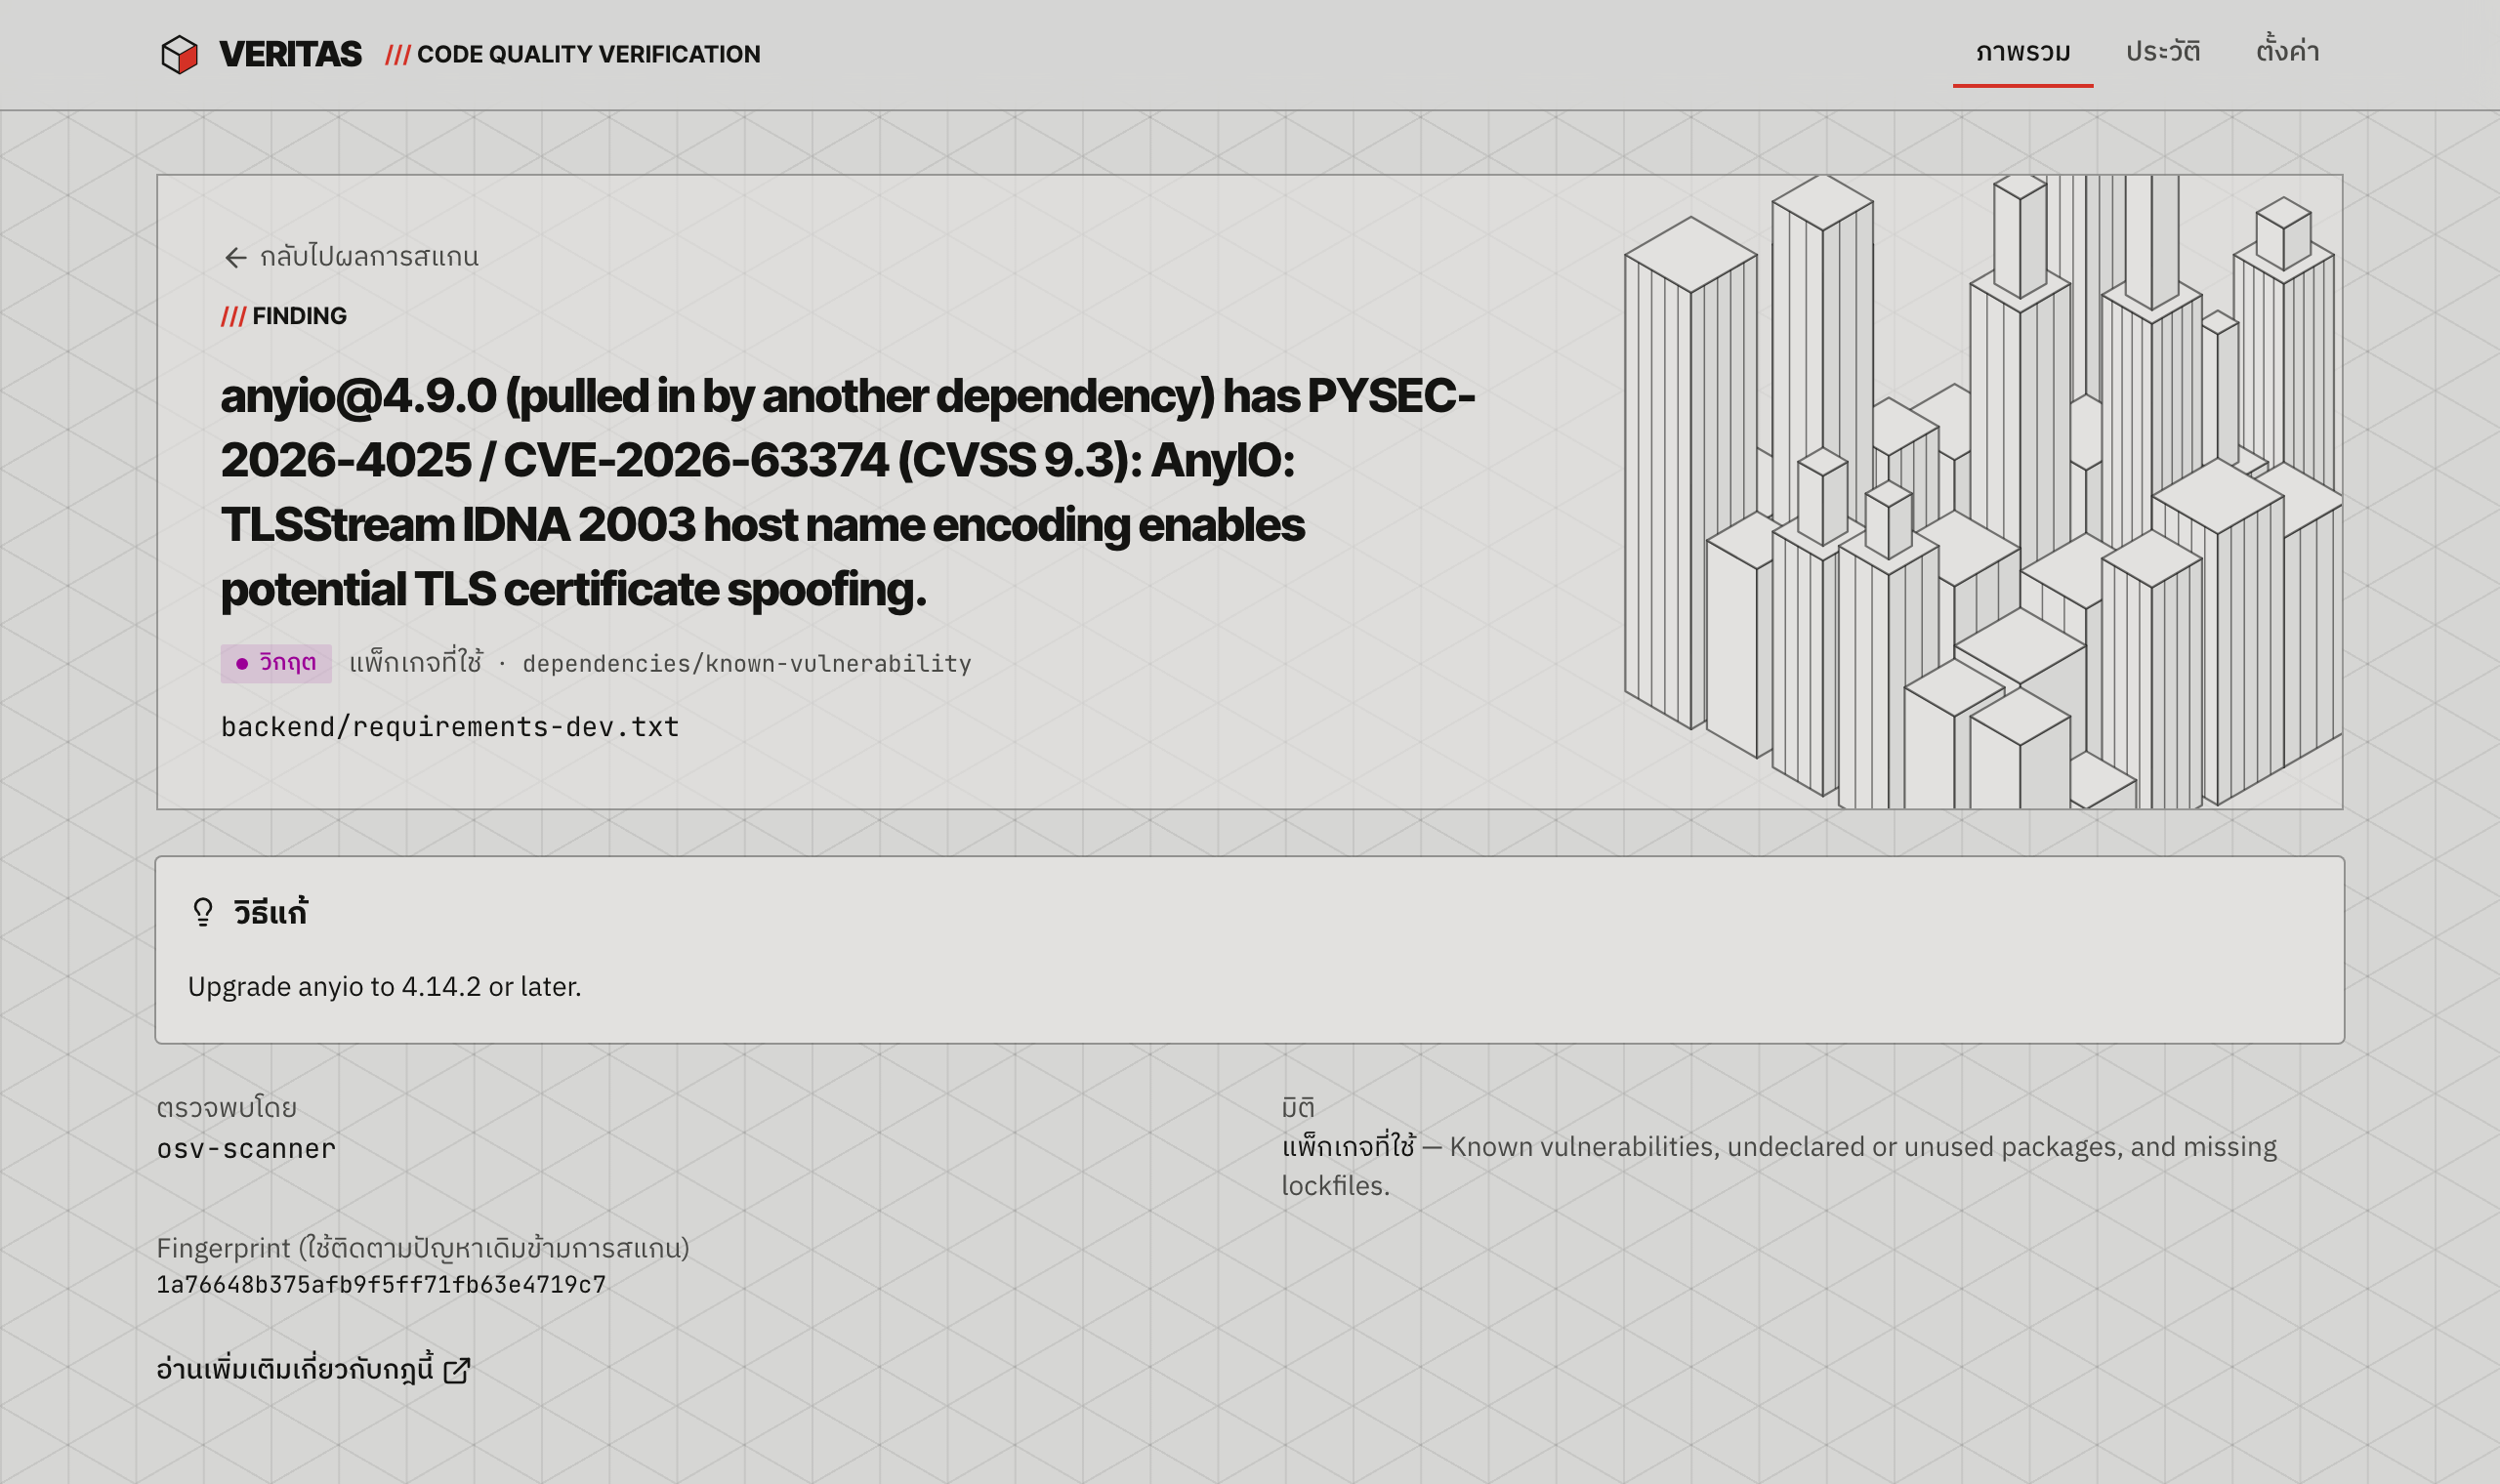 VERITAS /// CODE QUALITY VERIFICATION
ภาพรวม ประวัติ ตั้งค่า
← กลับไปผลการสแกน
/// FINDING
anyio@4.9.0 (pulled in by another dependency) has PYSEC-
2026-4025 / CVE-2026-63374 (CVSS 9.3): AnyIO:
TLSStream IDNA 2003 host name encoding enables
potential TLS certificate spoofing.
วิกฤต แพ็กเกจที่ใช้ · dependencies/known-vulnerability
backend/requirements-dev.txt
วิธีแก้
Upgrade anyio to 4.14.2 or later.
ตรวจพบโดย
osv-scanner
มิติ
แพ็กเกจที่ใช้ — Known vulnerabilities, undeclared or unused packages, and missing
lockfiles.
Fingerprint (ใช้ติดตามปัญหาเดิมข้ามการสแกน)
1a76648b375afb9f5ff71fb63e4719c7
อ่านเพิ่มเติมเกี่ยวกับกฎนี้